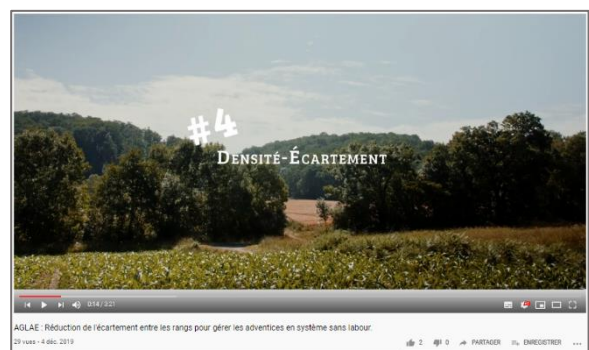 #4
DENSITÉ-ÉCARTEMENT
0:14 / 3:21
AGLAE : Réduction de l'écartement entre les rangs pour gérer les adventices en système sans labour.
29 vues • 4 déc. 2019
2 0 PARTAGER ENREGISTRER ...